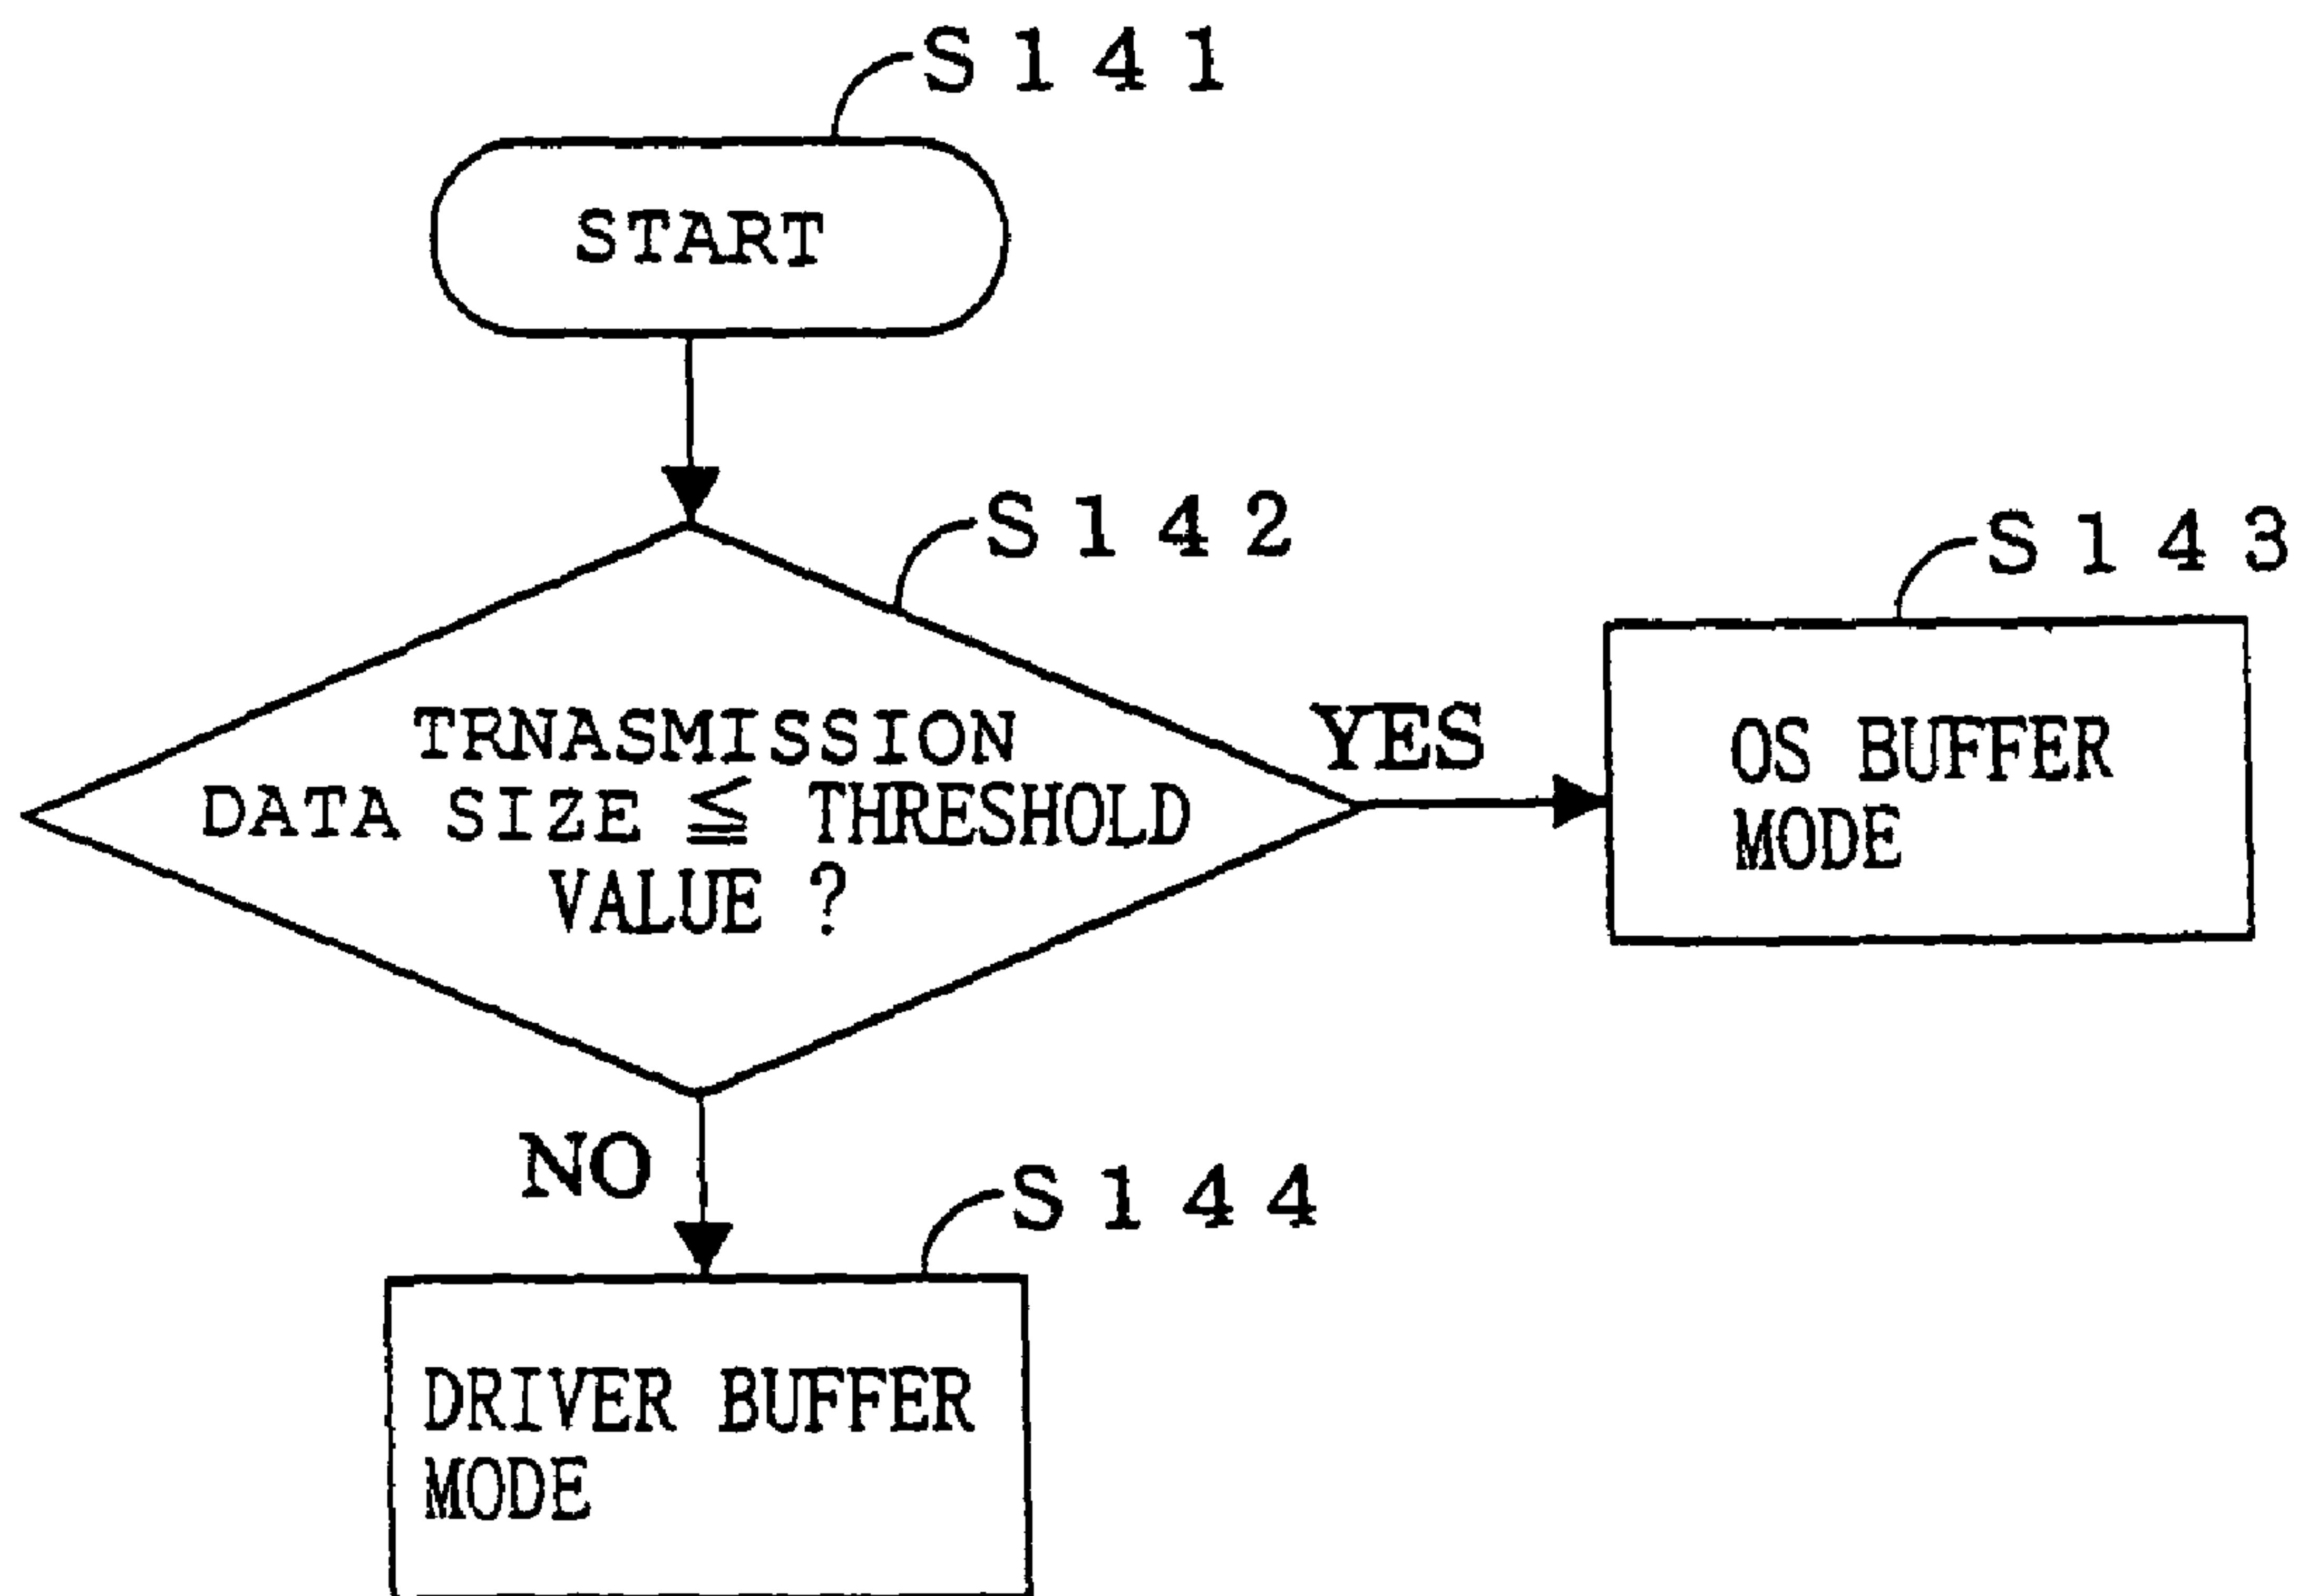 S141
START
S142
TRNASMISSION
DATA SIZE ≦ THRESHOLD
VALUE ?
YES
S143
OS BUFFER
MODE
NO
S144
DRIVER BUFFER
MODE